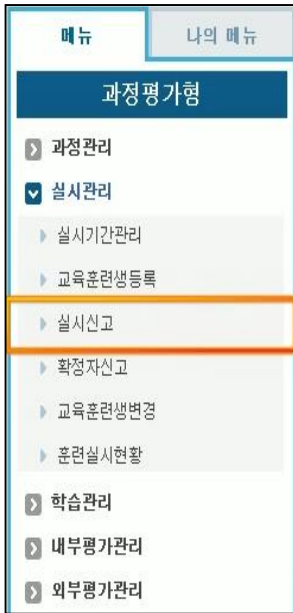 메뉴 나의 메뉴
과정평가형
과정관리
실시관리
실시기간관리
교육훈련생등록
실시신고
확정자신고
교육훈련생변경
훈련실시현황
학습관리
내부평가관리
외부평가관리